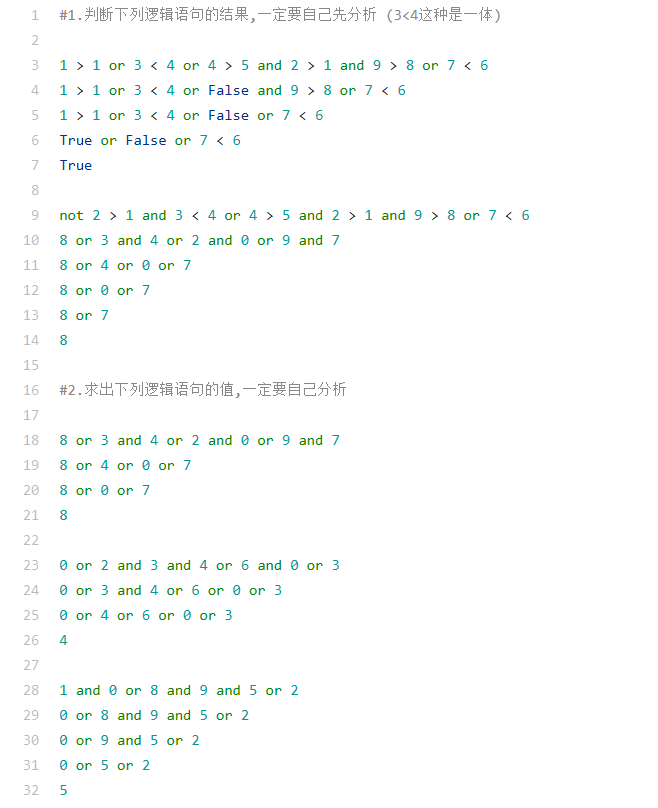 1 #1.判断下列逻辑语句的结果,一定要自己先分析 (3<4这种是一体)
2
3 1 > 1 or 3 < 4 or 4 > 5 and 2 > 1 and 9 > 8 or 7 < 6
4 1 > 1 or 3 < 4 or False and 9 > 8 or 7 < 6
5 1 > 1 or 3 < 4 or False or 7 < 6
6 True or False or 7 < 6
7 True
8
9 not 2 > 1 and 3 < 4 or 4 > 5 and 2 > 1 and 9 > 8 or 7 < 6
10 8 or 3 and 4 or 2 and 0 or 9 and 7
11 8 or 4 or 0 or 7
12 8 or 0 or 7
13 8 or 7
14 8
15
16 #2.求出下列逻辑语句的值,一定要自己分析
17
18 8 or 3 and 4 or 2 and 0 or 9 and 7
19 8 or 4 or 0 or 7
20 8 or 0 or 7
21 8
22
23 0 or 2 and 3 and 4 or 6 and 0 or 3
24 0 or 3 and 4 or 6 or 0 or 3
25 0 or 4 or 6 or 0 or 3
26 4
27
28 1 and 0 or 8 and 9 and 5 or 2
29 0 or 8 and 9 and 5 or 2
30 0 or 9 and 5 or 2
31 0 or 5 or 2
32 5